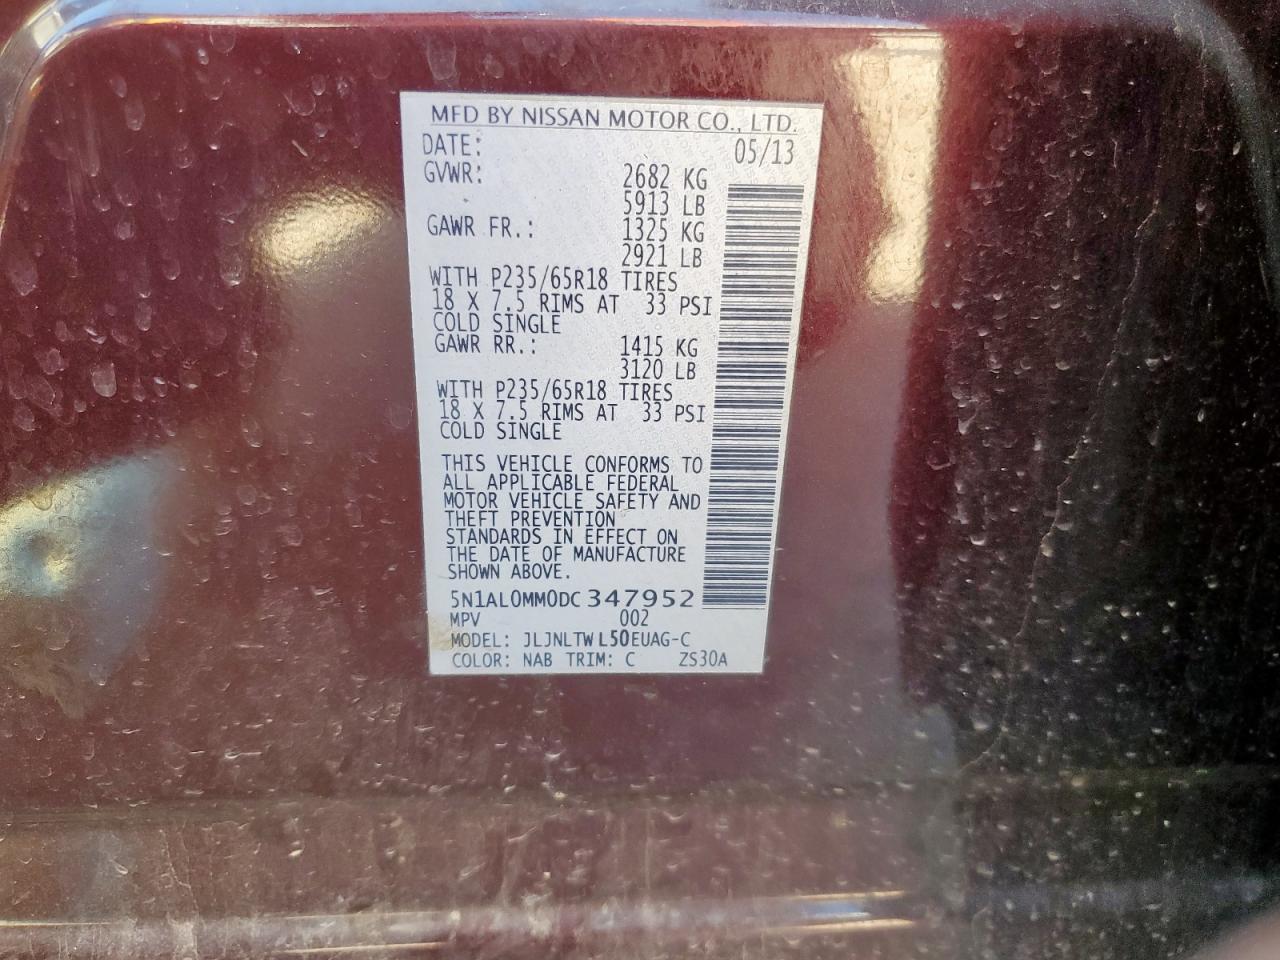 MFD BY NISSAN MOTOR CO., LTD.
DATE: 05/13
GVWR: 2682 KG
5913 LB
GAWR FR.: 1325 KG
2921 LB
WITH P235/65R18 TIRES
18 X 7.5 RIMS AT 33 PSI
COLD SINGLE
GAWR RR.: 1415 KG
3120 LB
WITH P235/65R18 TIRES
18 X 7.5 RIMS AT 33 PSI
COLD SINGLE
THIS VEHICLE CONFORMS TO
ALL APPLICABLE FEDERAL
MOTOR VEHICLE SAFETY AND
THEFT PREVENTION
STANDARDS IN EFFECT ON
THE DATE OF MANUFACTURE
SHOWN ABOVE.
5N1AL0MM0DC 347952
MPV 002
MODEL: JLJNLTW L50EUAG-C
COLOR: NAB TRIM: C ZS30A